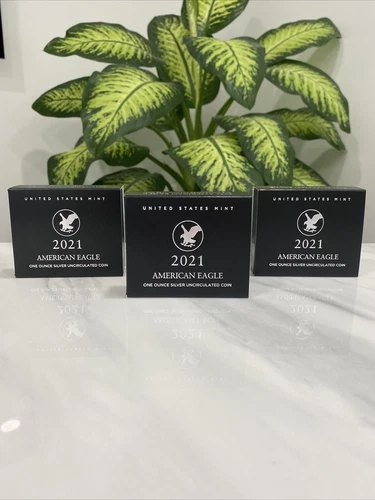 UNITED STATES MINT
2021
AMERICAN EAGLE
ONE OUNCE SILVER UNCIRCULATED COIN
UNITED STATES MINT
2021
AMERICAN EAGLE
ONE OUNCE SILVER UNCIRCULATED COIN
UNITED STATES MINT
2021
AMERICAN EAGLE
ONE OUNCE SILVER UNCIRCULATED COIN